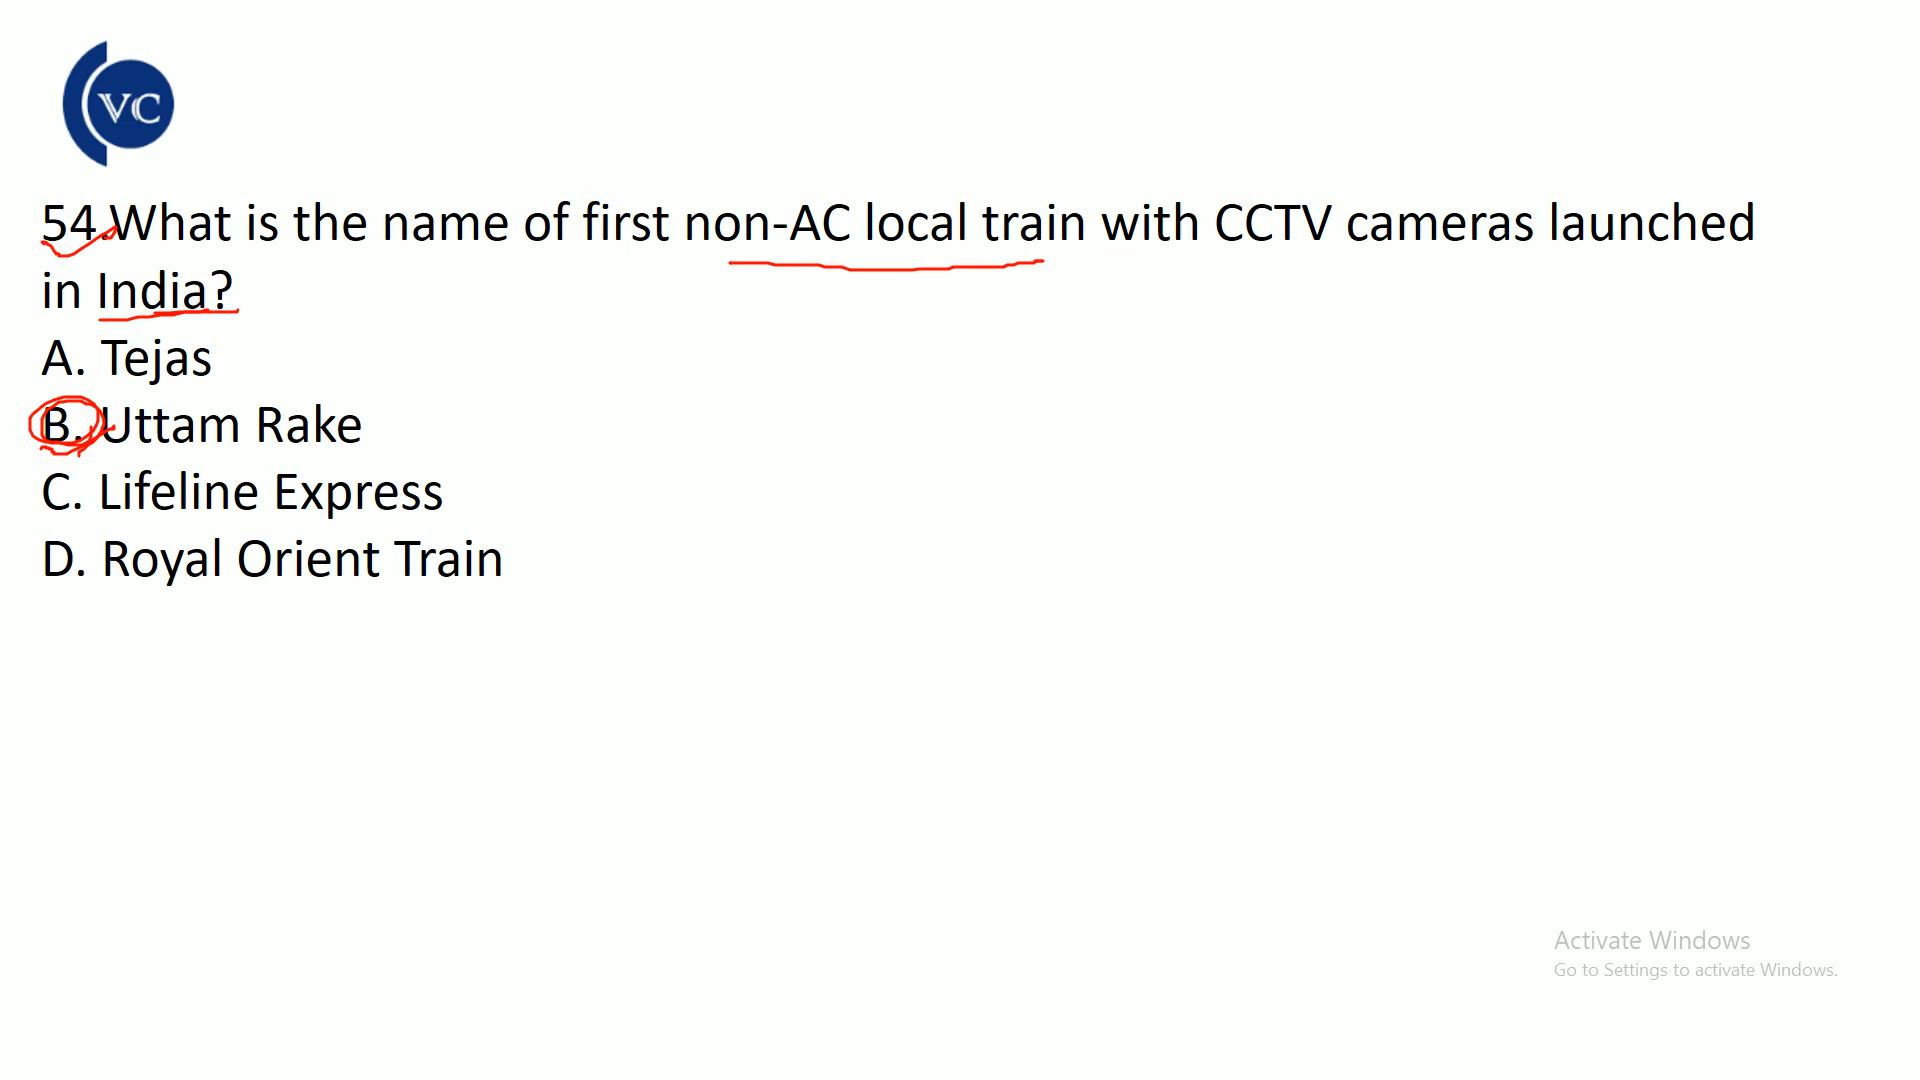 VC
54.What is the name of first non-AC local train with CCTV cameras launched
in India?
A. Tejas
B. Uttam Rake
C. Lifeline Express
D. Royal Orient Train
Activate Windows
Go to Settings to activate Windows.